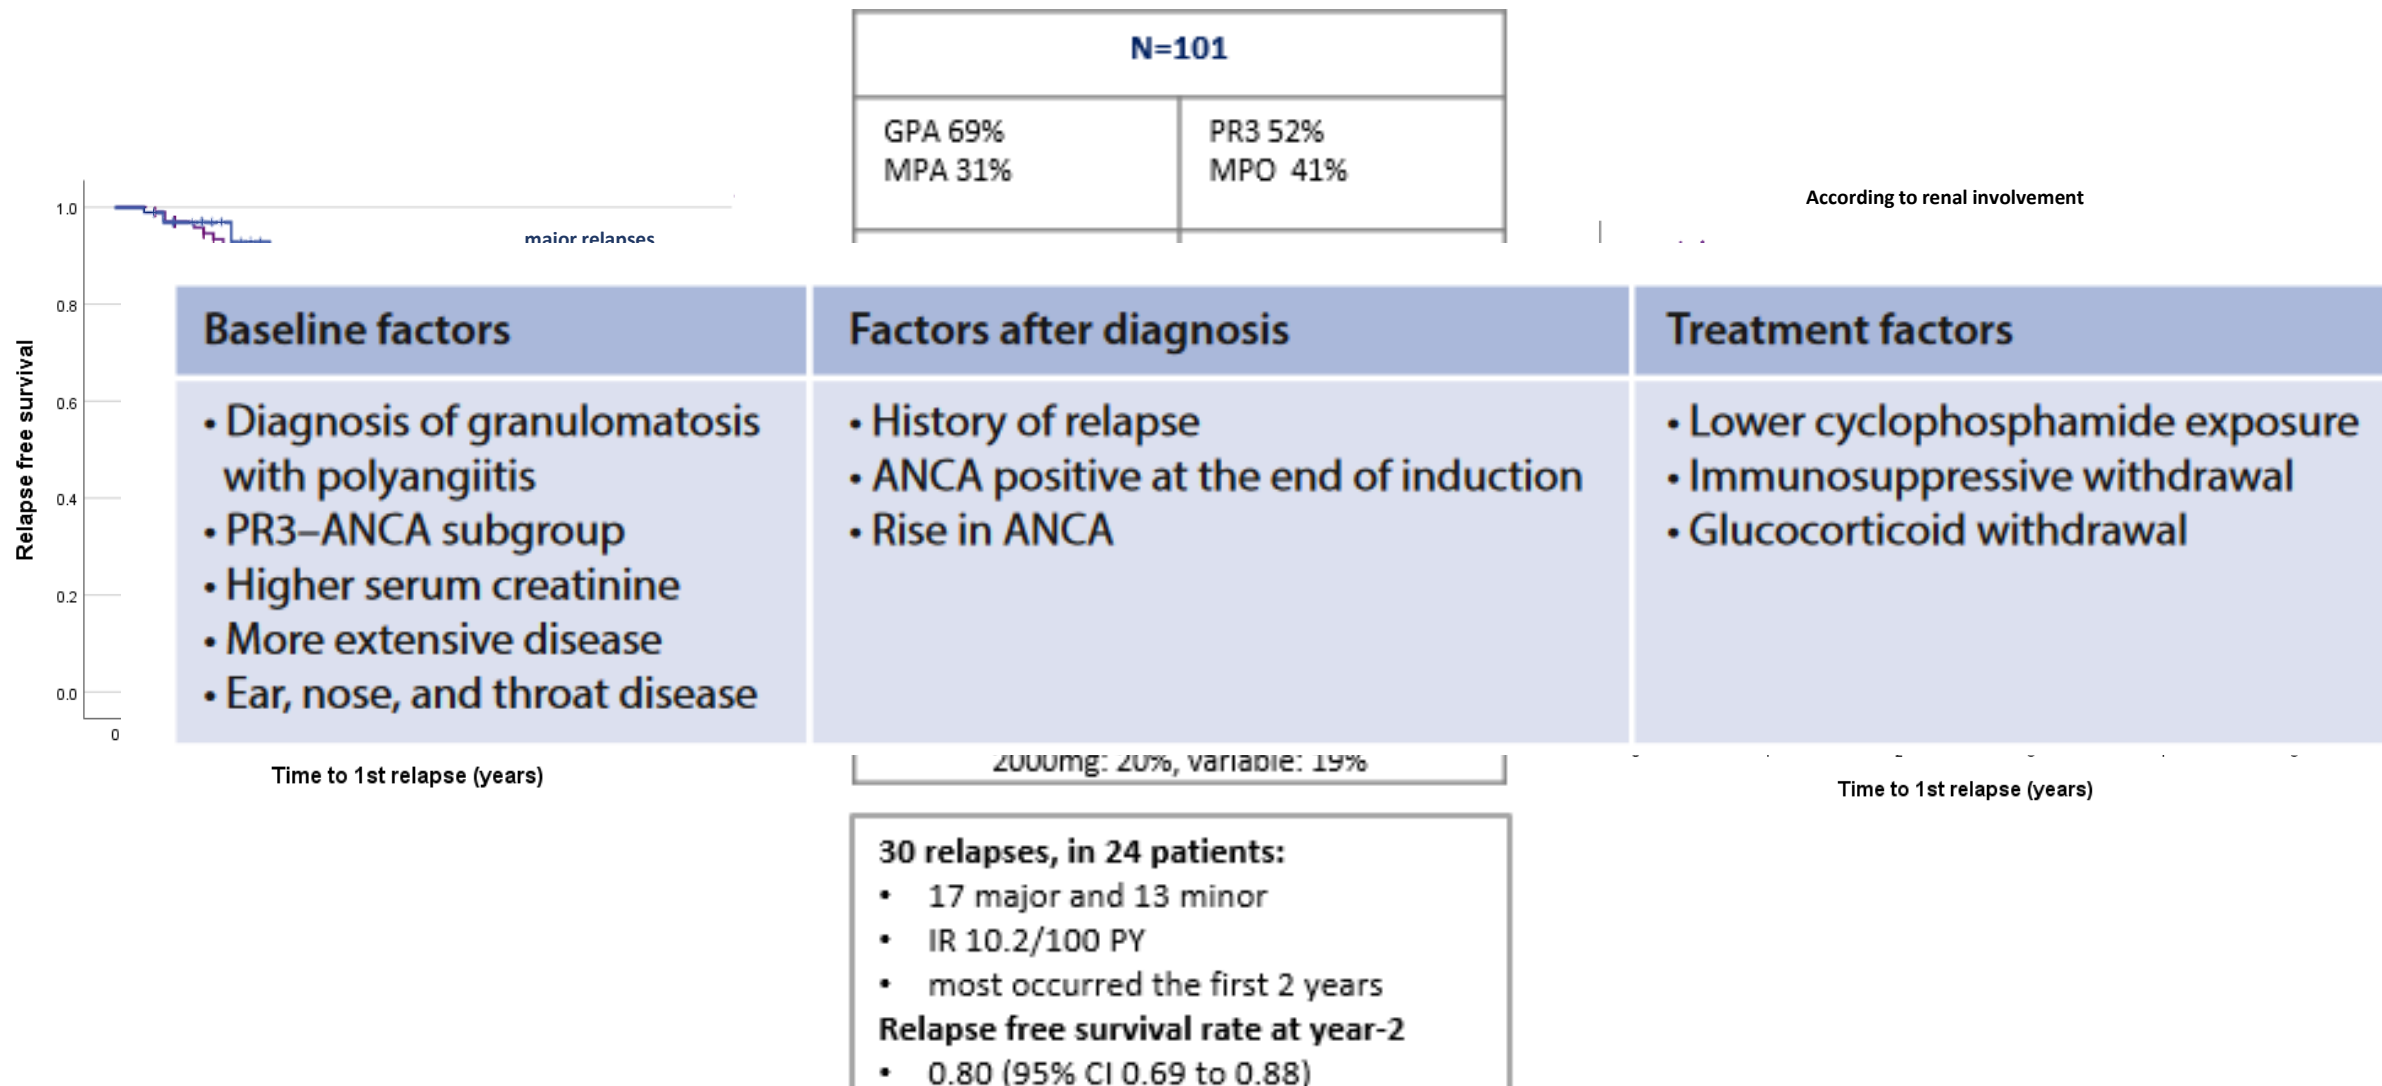 N=101
GPA 69%
MPA 31%
PR3 52%
MPO 41%
According to renal involvement
major relapses
1.0
0.8
0.6
0.4
0.2
0.0
0
Relapse free survival
Time to 1st relapse (years)
Baseline factors
• Diagnosis of granulomatosis
with polyangiitis
• PR3–ANCA subgroup
• Higher serum creatinine
• More extensive disease
• Ear, nose, and throat disease
Factors after diagnosis
• History of relapse
• ANCA positive at the end of induction
• Rise in ANCA
Treatment factors
• Lower cyclophosphamide exposure
• Immunosuppressive withdrawal
• Glucocorticoid withdrawal
2000mg: 20%, variable: 19%
Time to 1st relapse (years)
30 relapses, in 24 patients:
• 17 major and 13 minor
• IR 10.2/100 PY
• most occurred the first 2 years
Relapse free survival rate at year-2
• 0.80 (95% CI 0.69 to 0.88)